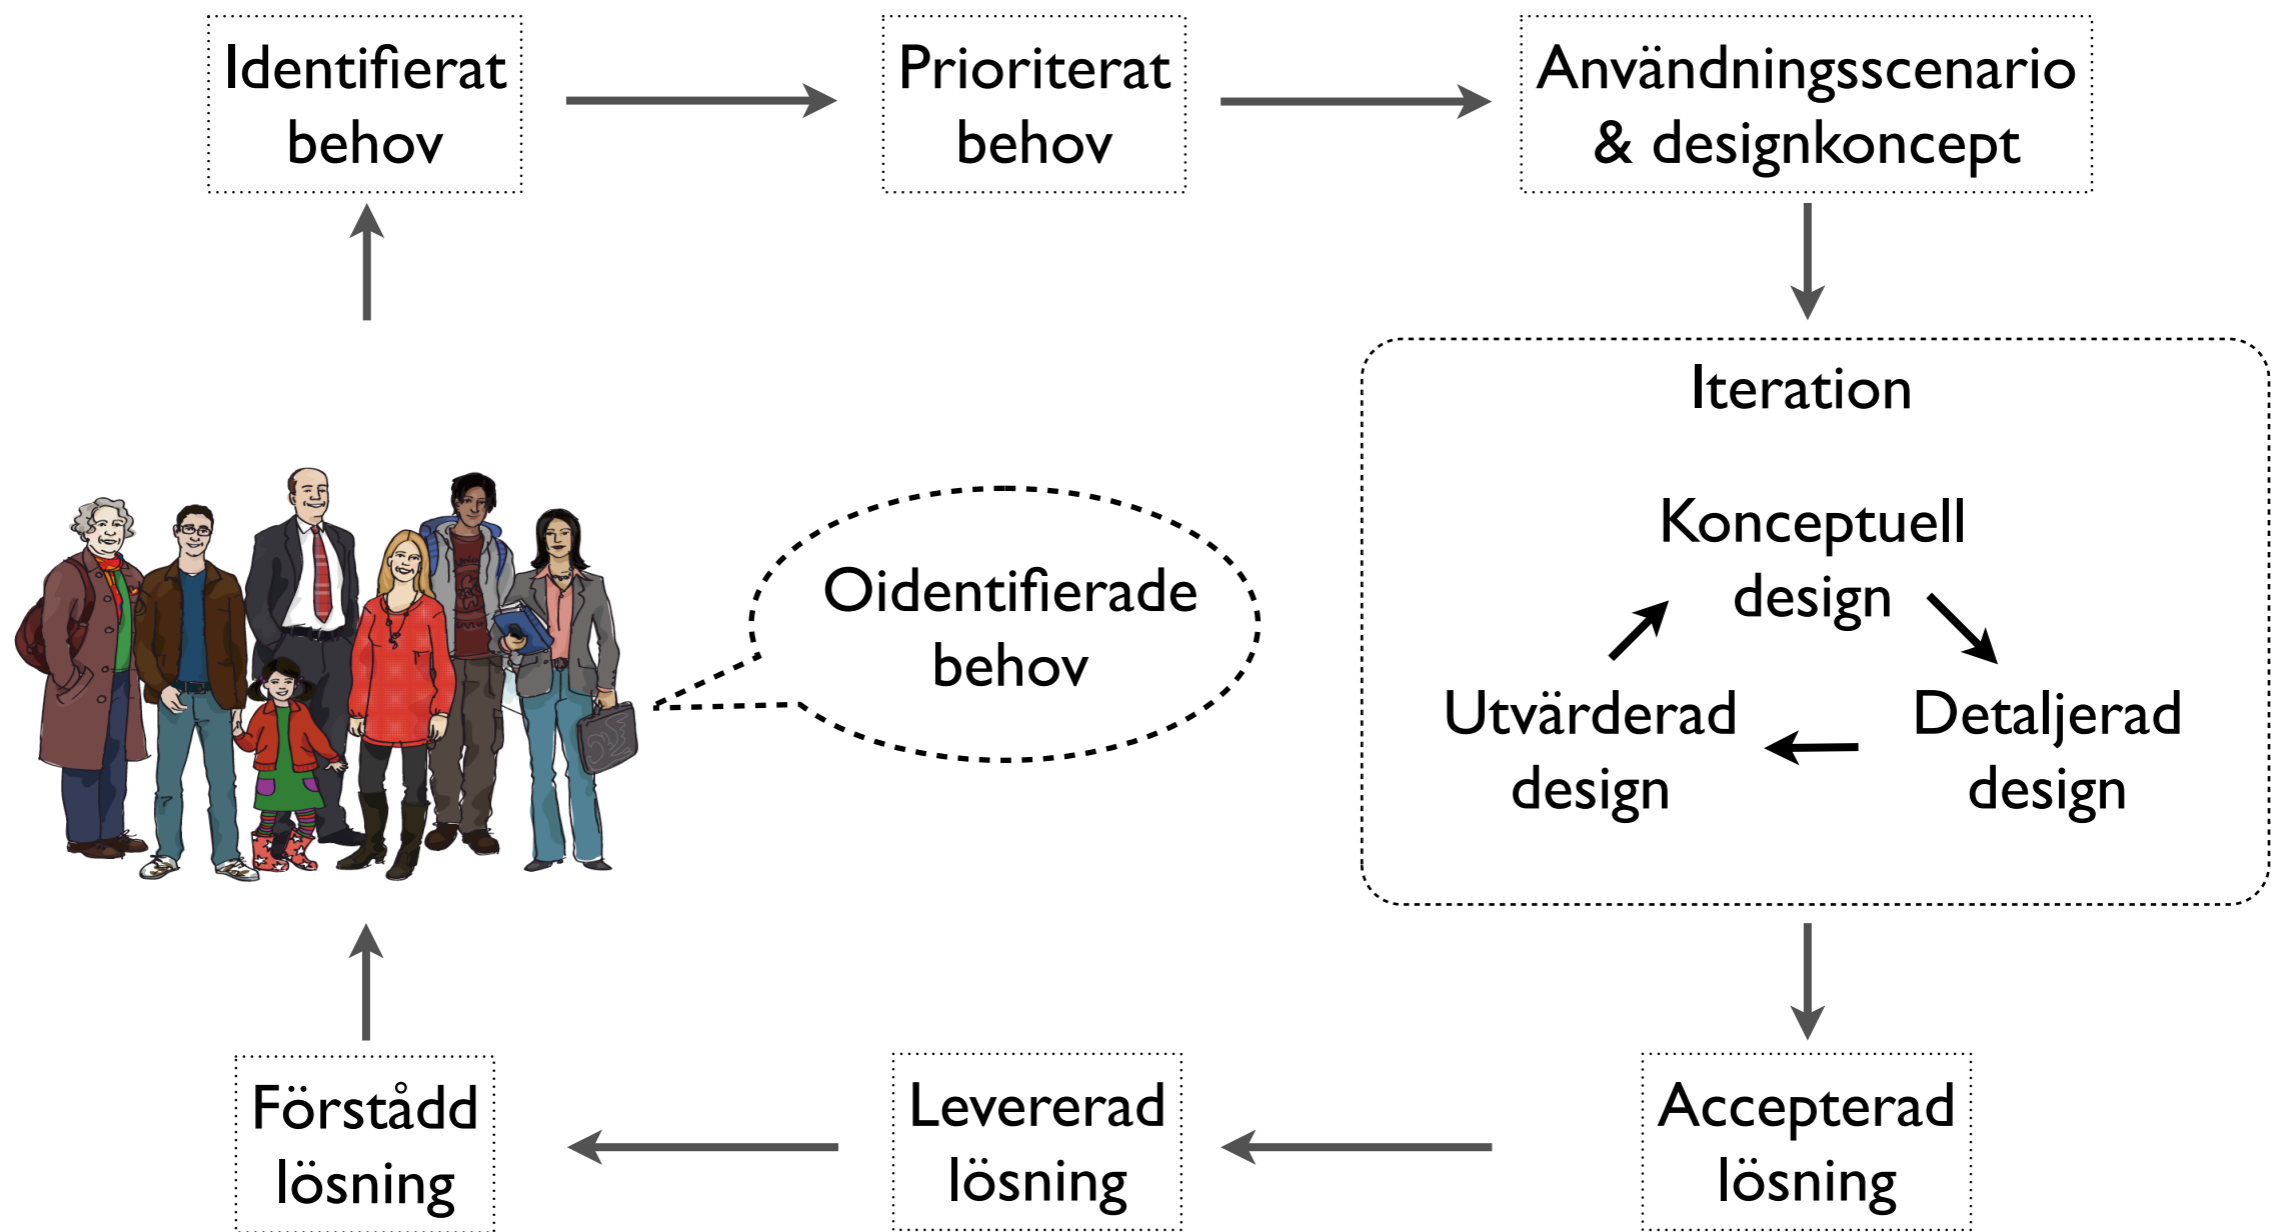 Identifierat
behov
Prioriterat
behov
Användningsscenario
& designkoncept
Iteration
Konceptuell
design
Utvärderad
design
Detaljerad
design
Oidentifierade
behov
Förstådd
lösning
Levererad
lösning
Accepterad
lösning